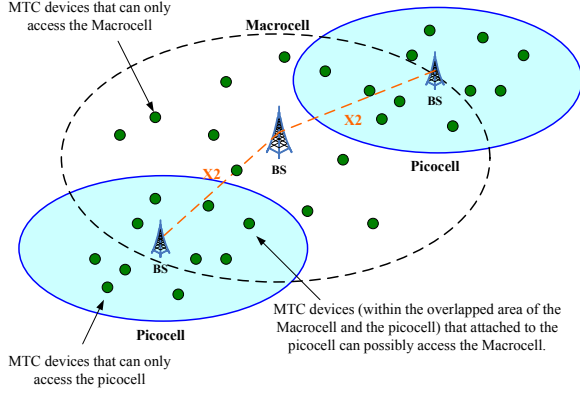 MTC devices that can only
access the Macrocell
Macrocell
BS
X2
Picocell
BS
X2
BS
Picocell
MTC devices (within the overlapped area of the
Macrocell and the picocell) that attached to the
picocell can possibly access the Macrocell.
MTC devices that can only
access the picocell